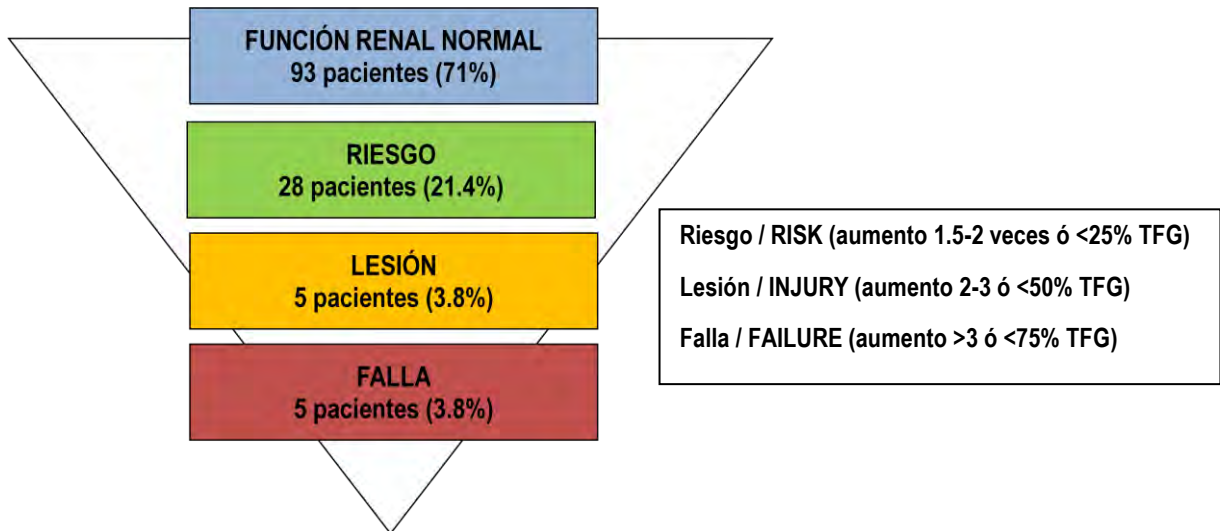 FUNCIÓN RENAL NORMAL
93 pacientes (71%)
RIESGO
28 pacientes (21.4%)
LESIÓN
5 pacientes (3.8%)
FALLA
5 pacientes (3.8%)
Riesgo / RISK (aumento 1.5-2 veces ó <25% TFG)
Lesión / INJURY (aumento 2-3 ó <50% TFG)
Falla / FAILURE (aumento >3 ó <75% TFG)